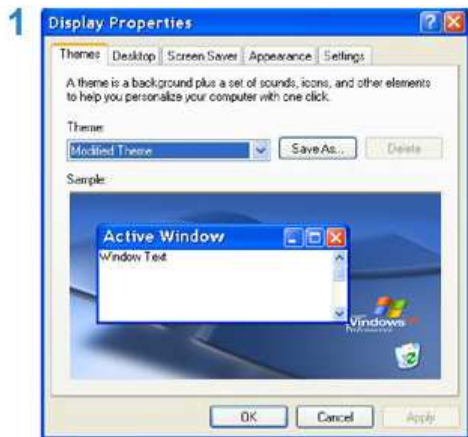 1
Display Properties
Themes Desktop Screen Saver Appearance Settings
A theme is a background plus a set of sounds, icons, and other elements
to help you personalize your computer with one click.
Theme:
Modified Theme Save As... Delete
Sample:
Active Window
Window Text
Windows
Professional
OK Cancel Apply